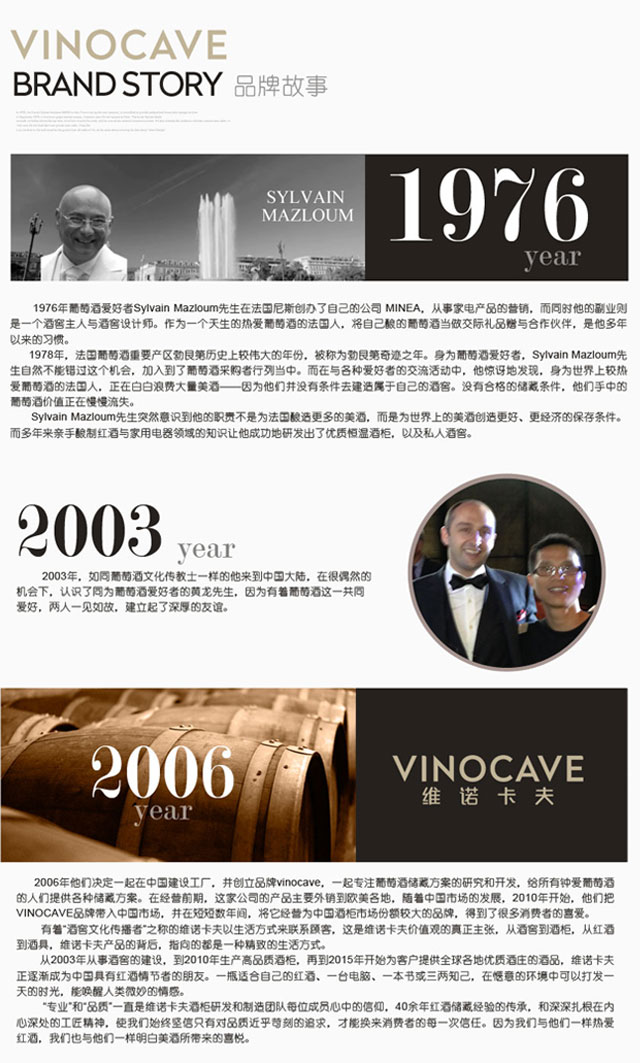 VINOCAVE
BRAND STORY 品牌故事
SYLVAIN
MAZLOUM
1976
year
1976年葡萄酒爱好者Sylvain Mazloum先生在法国尼斯创办了自己的公司 MINEA，从事家电产品的营销，而同时他的副业则
是一个酒窖主人与酒窖设计师。作为一个天生的热爱葡萄酒的法国人，将自己酿的葡萄酒当做交际礼品赠与合作伙伴，是他多年
以来的习惯。
1978年，法国葡萄酒重要产区勃艮第历史上较伟大的年份，被称为勃艮第奇迹之年。身为葡萄酒爱好者，Sylvain Mazloum先
生自然不能错过这个机会，加入到了葡萄酒采购者行列当中。而在与各种爱好者的交流活动中，他惊讶地发现，身为世界上较热
爱葡萄酒的法国人，正在白白浪费大量美酒——因为他们并没有条件去建造属于自己的酒窖。没有合格的储藏条件，他们手中的
葡萄酒价值正在慢慢流失。
Sylvain Mazloum先生突然意识到他的职责不是为法国酿造更多的美酒，而是为世界上的美酒创造更好、更经济的保存条件。
而多年来亲手酿制红酒与家用电器领域的知识让他成功地研发出了优质恒温酒柜，以及私人酒窖。
2003 year
2003年，如同葡萄酒文化传教士一样的他来到中国大陆，在很偶然的
机会下，认识了同为葡萄酒爱好者的黄龙先生，因为有着葡萄酒这一共同
爱好，两人一见如故，建立起了深厚的友谊。
2006
year
VINOCAVE
维诺卡夫
2006年他们决定一起在中国建设工厂，并创立品牌vinocave，一起专注葡萄酒储藏方案的研究和开发，给所有钟爱葡萄酒
的人们提供各种储藏方案。在经营前期，这家公司的产品主要外销到欧美各地，随着中国市场的发展，2010年开始，他们把
VINOCAVE品牌带入中国市场，并在短短数年间，将它经营为中国酒柜市场份额较大的品牌，得到了很多消费者的喜爱。
有着“酒窖文化传播者”之称的维诺卡夫以生活方式来联系顾客，这是维诺卡夫价值观的真正主张，从酒窖到酒柜，从红酒
到酒具，维诺卡夫产品的背后，指向的都是一种精致的生活方式。
从2003年从事酒窖的建设，到2010年生产高品质酒柜，再到2015年开始为客户提供全球各地优质酒庄的酒品，维诺卡夫
正逐渐成为中国具有红酒情节者的朋友。一瓶适合自己的红酒、一台电脑、一本书或三两知己，在惬意的环境中可以打发一
天的时光，能唤醒人类微妙的情感。
“专业”和“品质”一直是维诺卡夫酒柜研发和制造团队每位成员心中的信仰，40余年红酒储藏经验的传承，和深深扎根在内
心深处的工匠精神，使我们始终坚信只有对品质近乎苛刻的追求，才能换来消费者的每一次信任。因为我们与他们一样热爱
红酒，我们也与他们一样明白美酒所带来的喜悦。